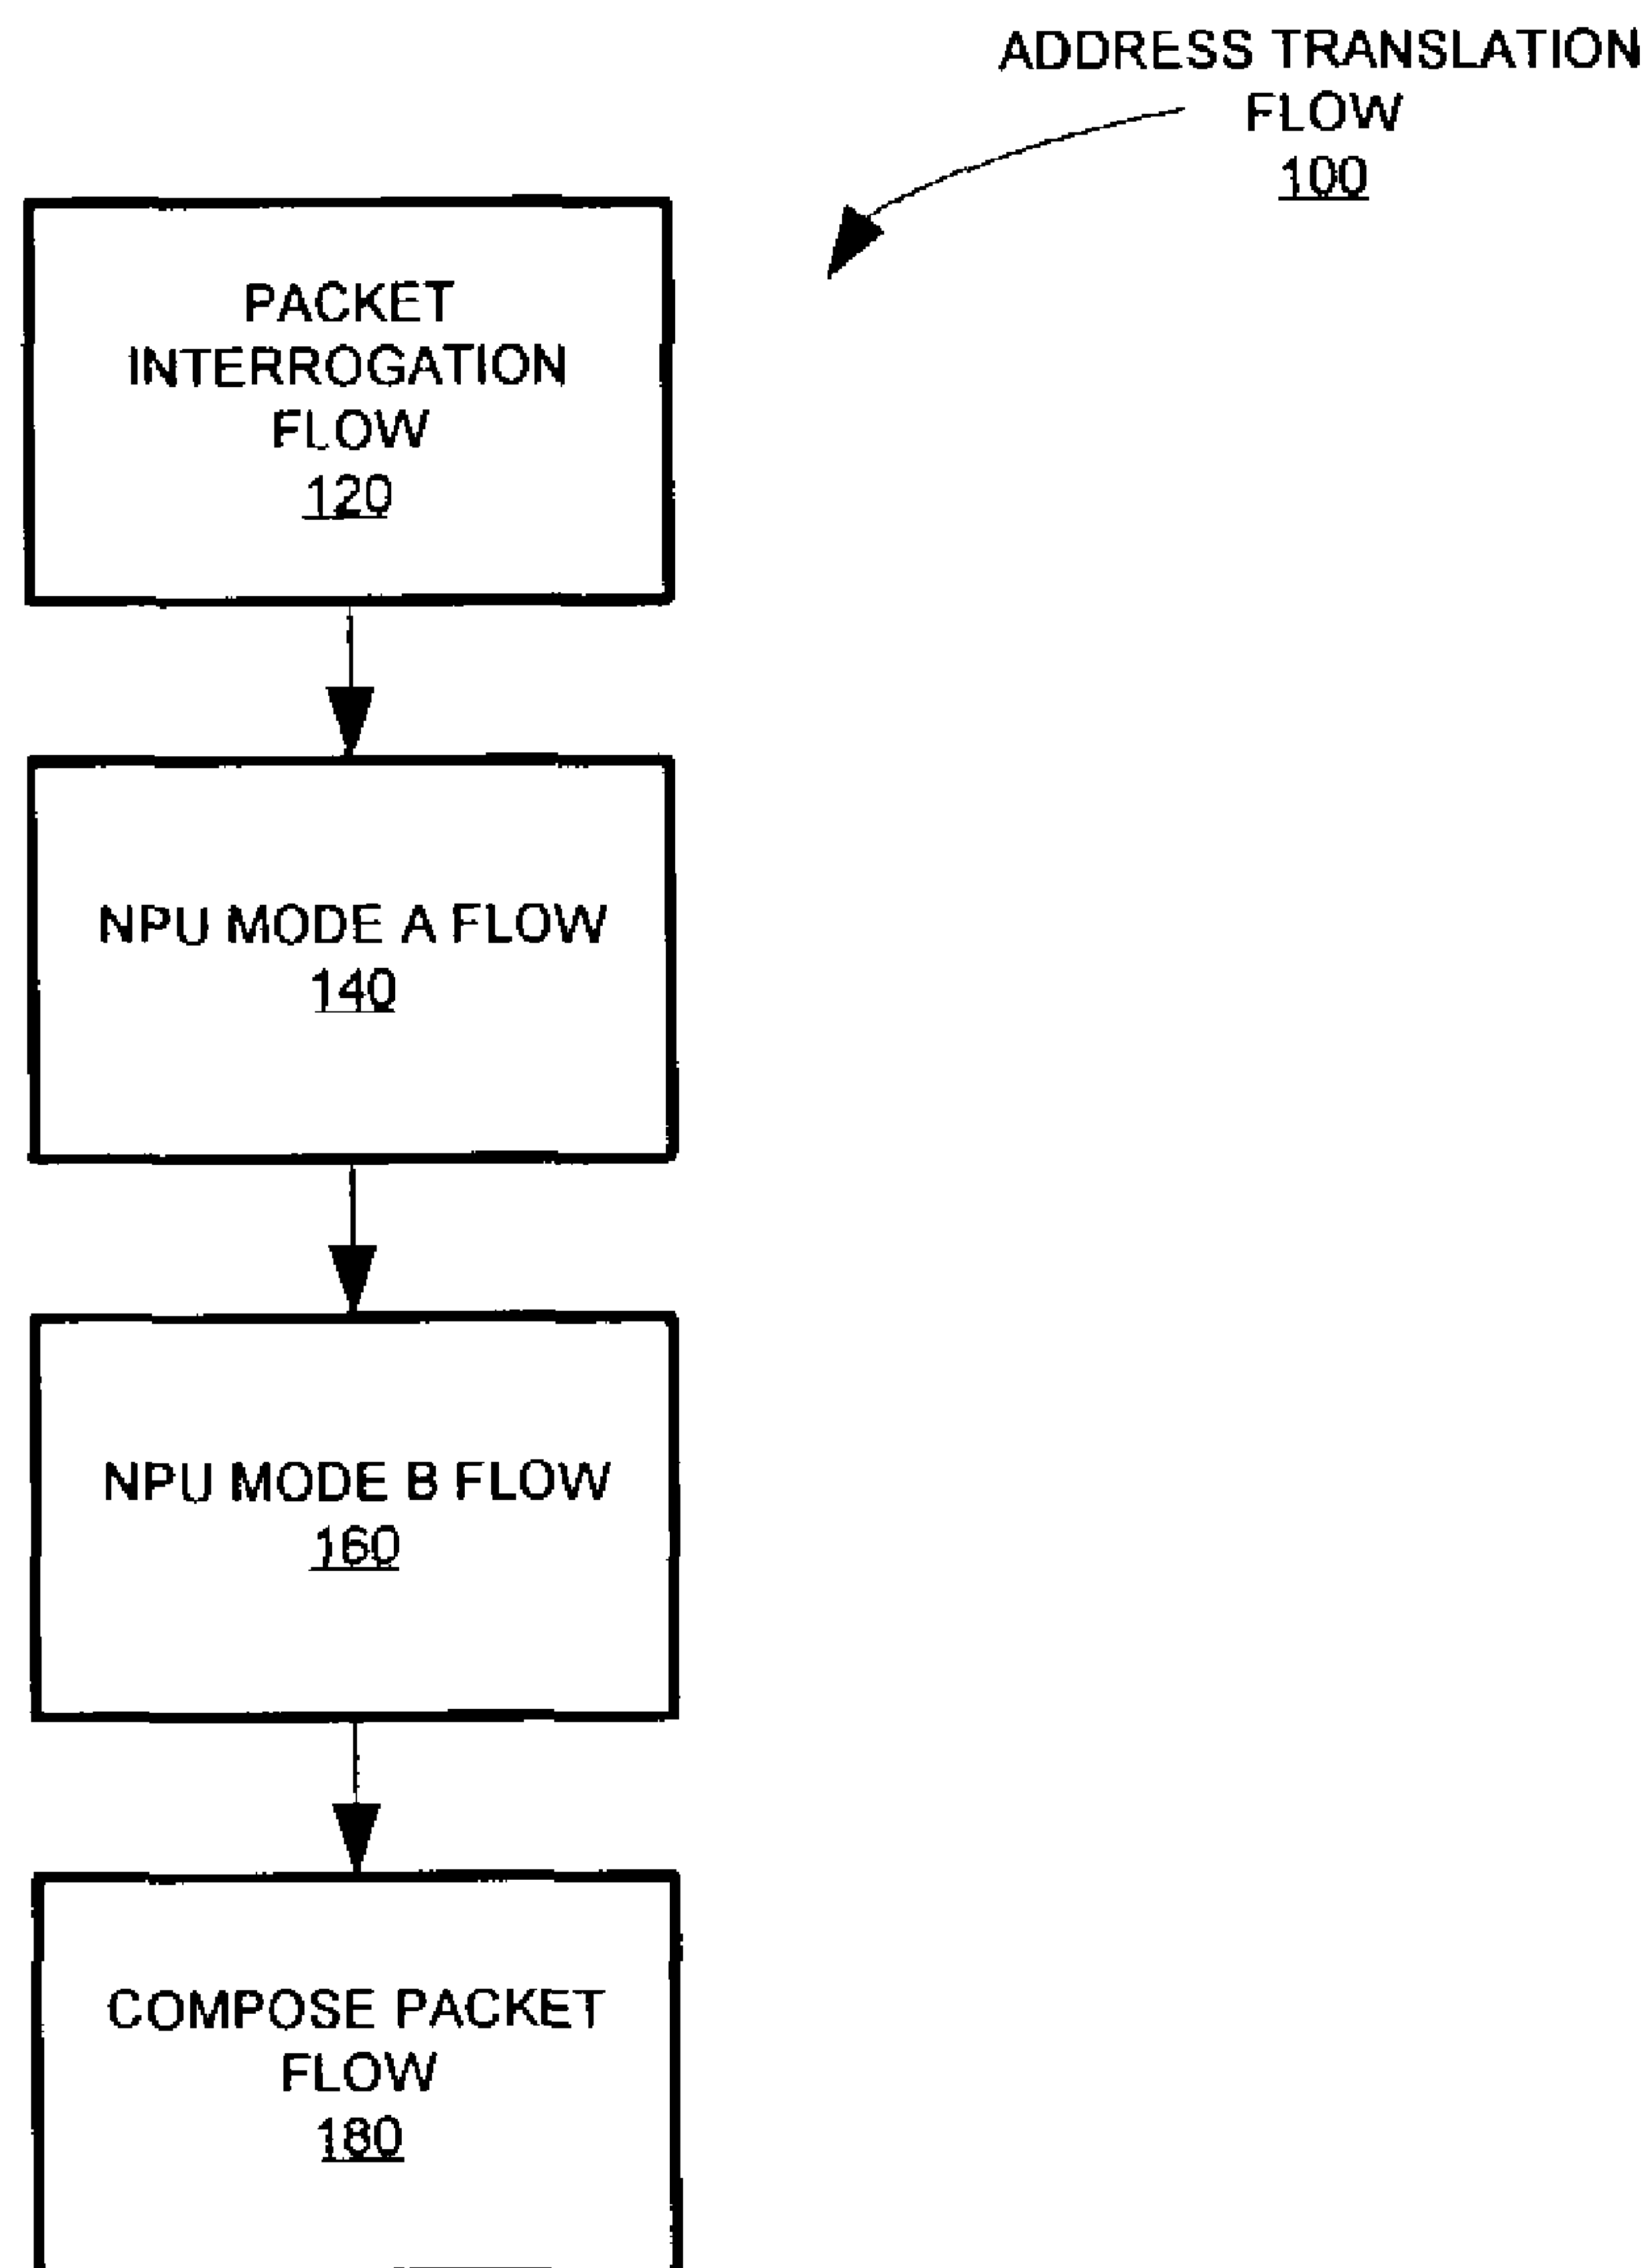 ADDRESS TRANSLATION
FLOW
100
PACKET
INTERROGATION
FLOW
120
NPU MODE A FLOW
140
NPU MODE B FLOW
160
COMPOSE PACKET
FLOW
180